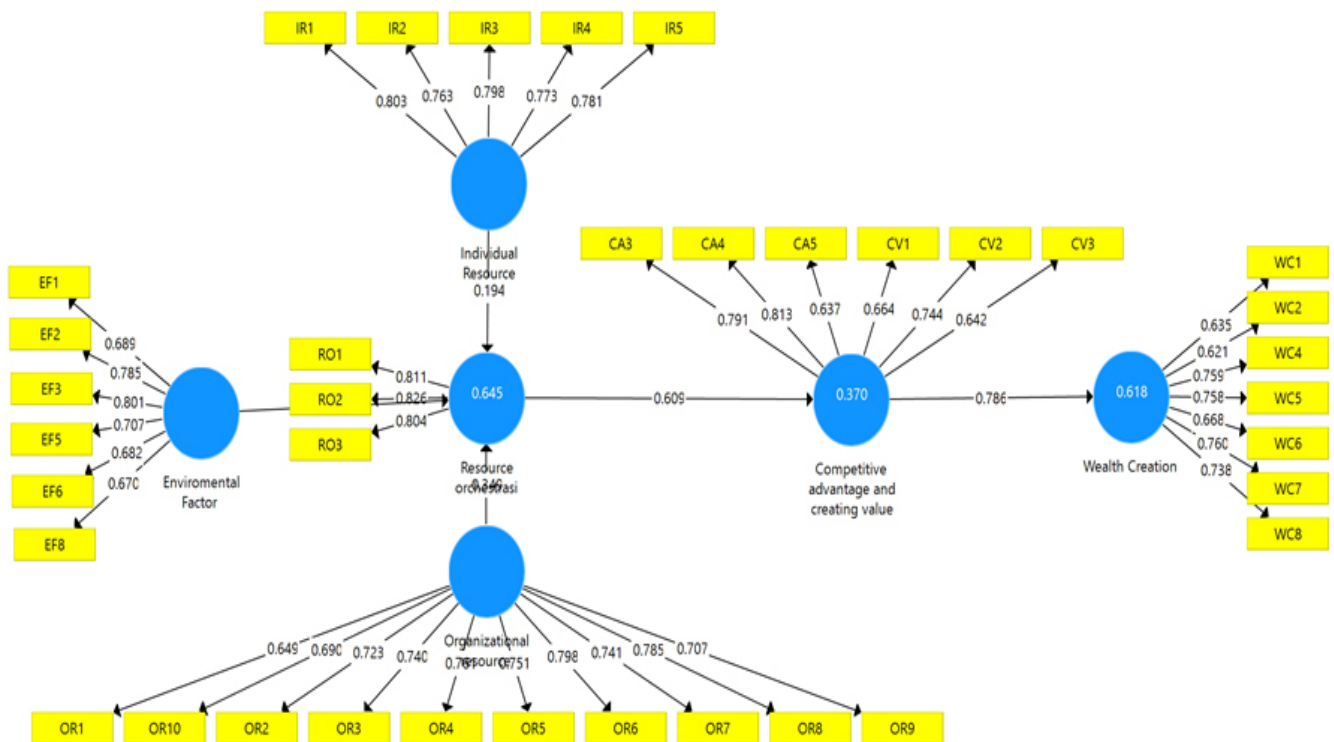 IR1 IR2 IR3 IR4 IR5
0.803 0.763 0.798 0.773 0.781
Individual
Resource
0.194
CA3 CA4 CA5 CV1 CV2 CV3
0.791 0.813 0.637 0.664 0.744 0.642
EF1
EF2
EF3
EF5
EF6
EF8
0.689
0.785
0.801
0.707
0.682
0.670
Enviromental
Factor
RO1
RO2
RO3
0.811
0.826
0.804
0.645
Resource
orchestrasi
0.609
0.370
Competitive
advantage and
creating value
0.786
0.618
Wealth Creation
0.635
0.621
0.759
0.758
0.668
0.760
0.738
WC1
WC2
WC4
WC5
WC6
WC7
WC8
Organizational
resource
0.649 0.690 0.723 0.740 0.751 0.798 0.741 0.785 0.707
OR1 OR10 OR2 OR3 OR4 OR5 OR6 OR7 OR8 OR9